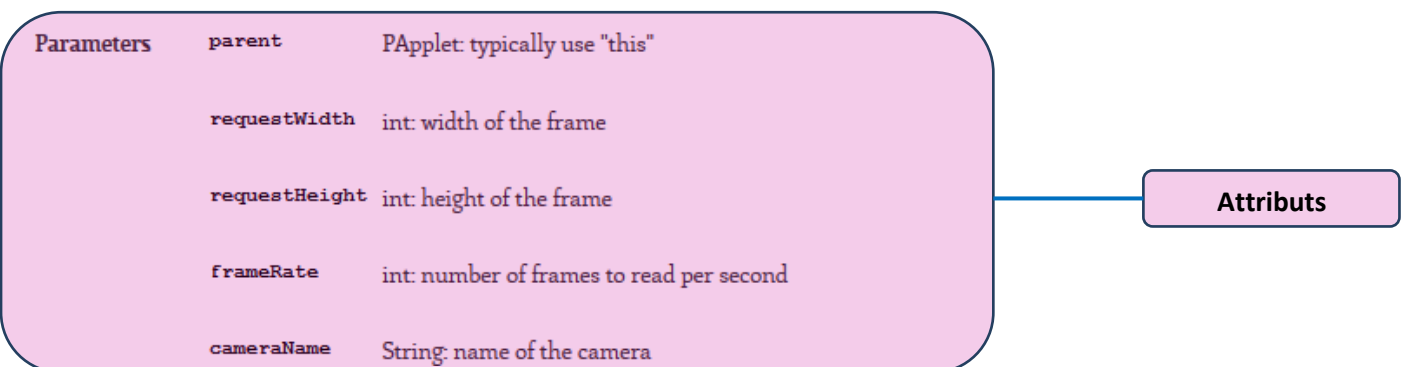 Parameters parent PApplet: typically use "this"
requestWidth int: width of the frame
requestHeight int: height of the frame
Attributs
frameRate int: number of frames to read per second
cameraName String: name of the camera